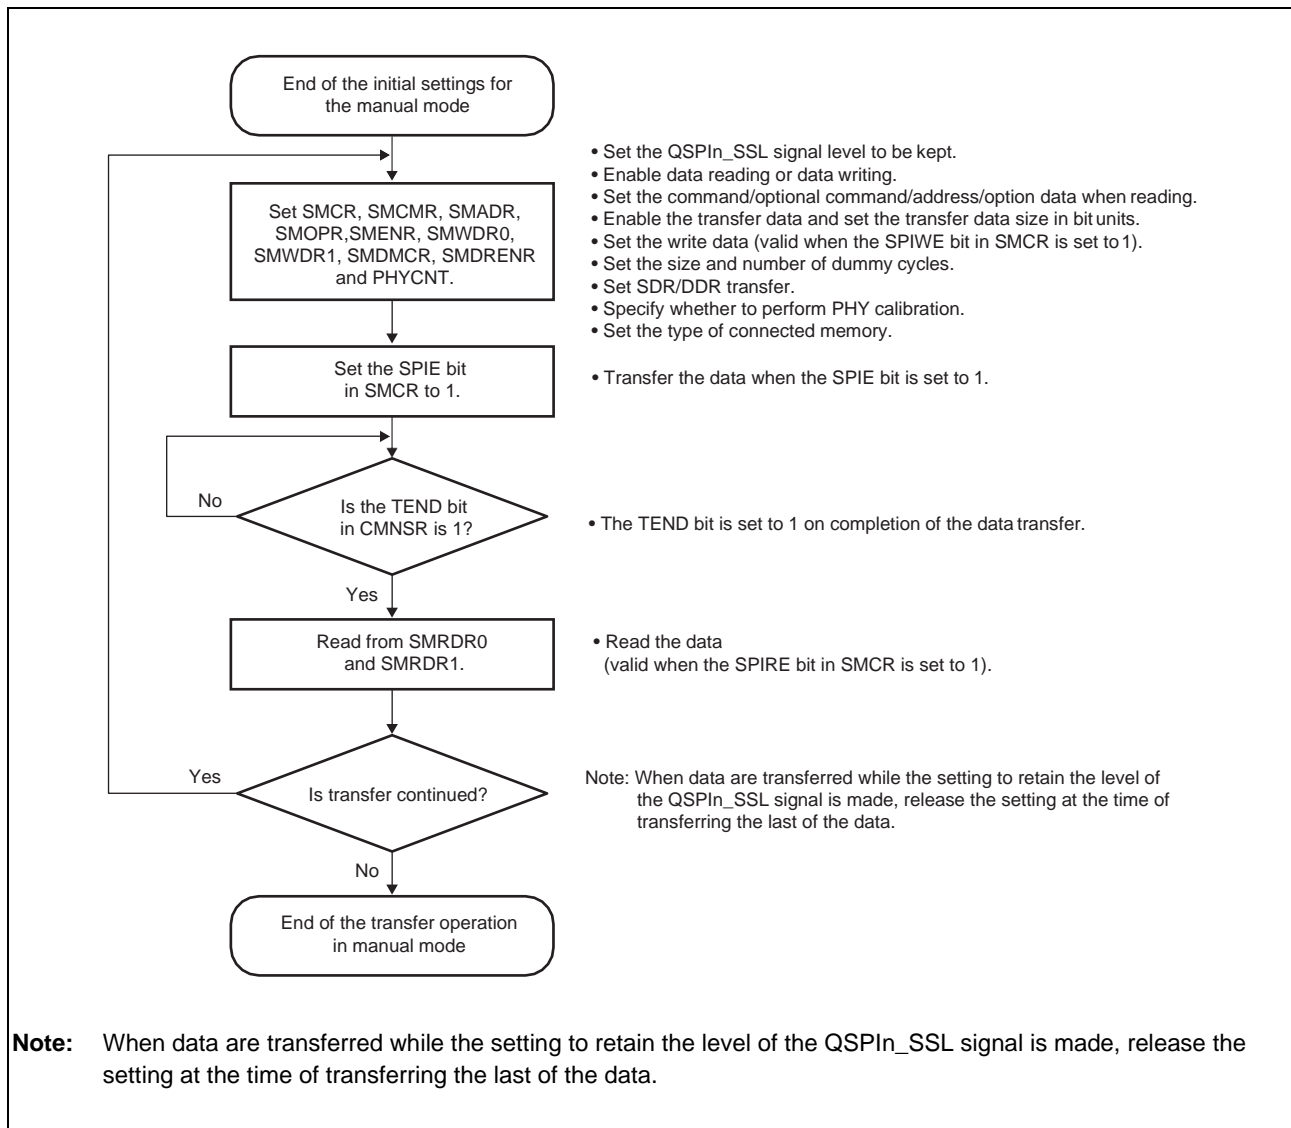 End of the initial settings for
the manual mode
• Set the QSPIn_SSL signal level to be kept.
• Enable data reading or data writing.
• Set the command/optional command/address/option data when reading.
• Enable the transfer data and set the transfer data size in bit units.
• Set the write data (valid when the SPIWE bit in SMCR is set to 1).
• Set the size and number of dummy cycles.
• Set SDR/DDR transfer.
• Specify whether to perform PHY calibration.
• Set the type of connected memory.
Set SMCR, SMCMR, SMADR,
SMOPR,SMENR, SMWDR0,
SMWDR1, SMDMCR, SMDRENR
and PHYCNT.
Set the SPIE bit
in SMCR to 1.
• Transfer the data when the SPIE bit is set to 1.
No
Is the TEND bit
in CMNSR is 1?
• The TEND bit is set to 1 on completion of the data transfer.
Yes
Read from SMRDR0
and SMRDR1.
• Read the data
(valid when the SPIRE bit in SMCR is set to 1).
Yes
Is transfer continued?
Note: When data are transferred while the setting to retain the level of
the QSPIn_SSL signal is made, release the setting at the time of
transferring the last of the data.
No
End of the transfer operation
in manual mode
Note: When data are transferred while the setting to retain the level of the QSPIn_SSL signal is made, release the
setting at the time of transferring the last of the data.